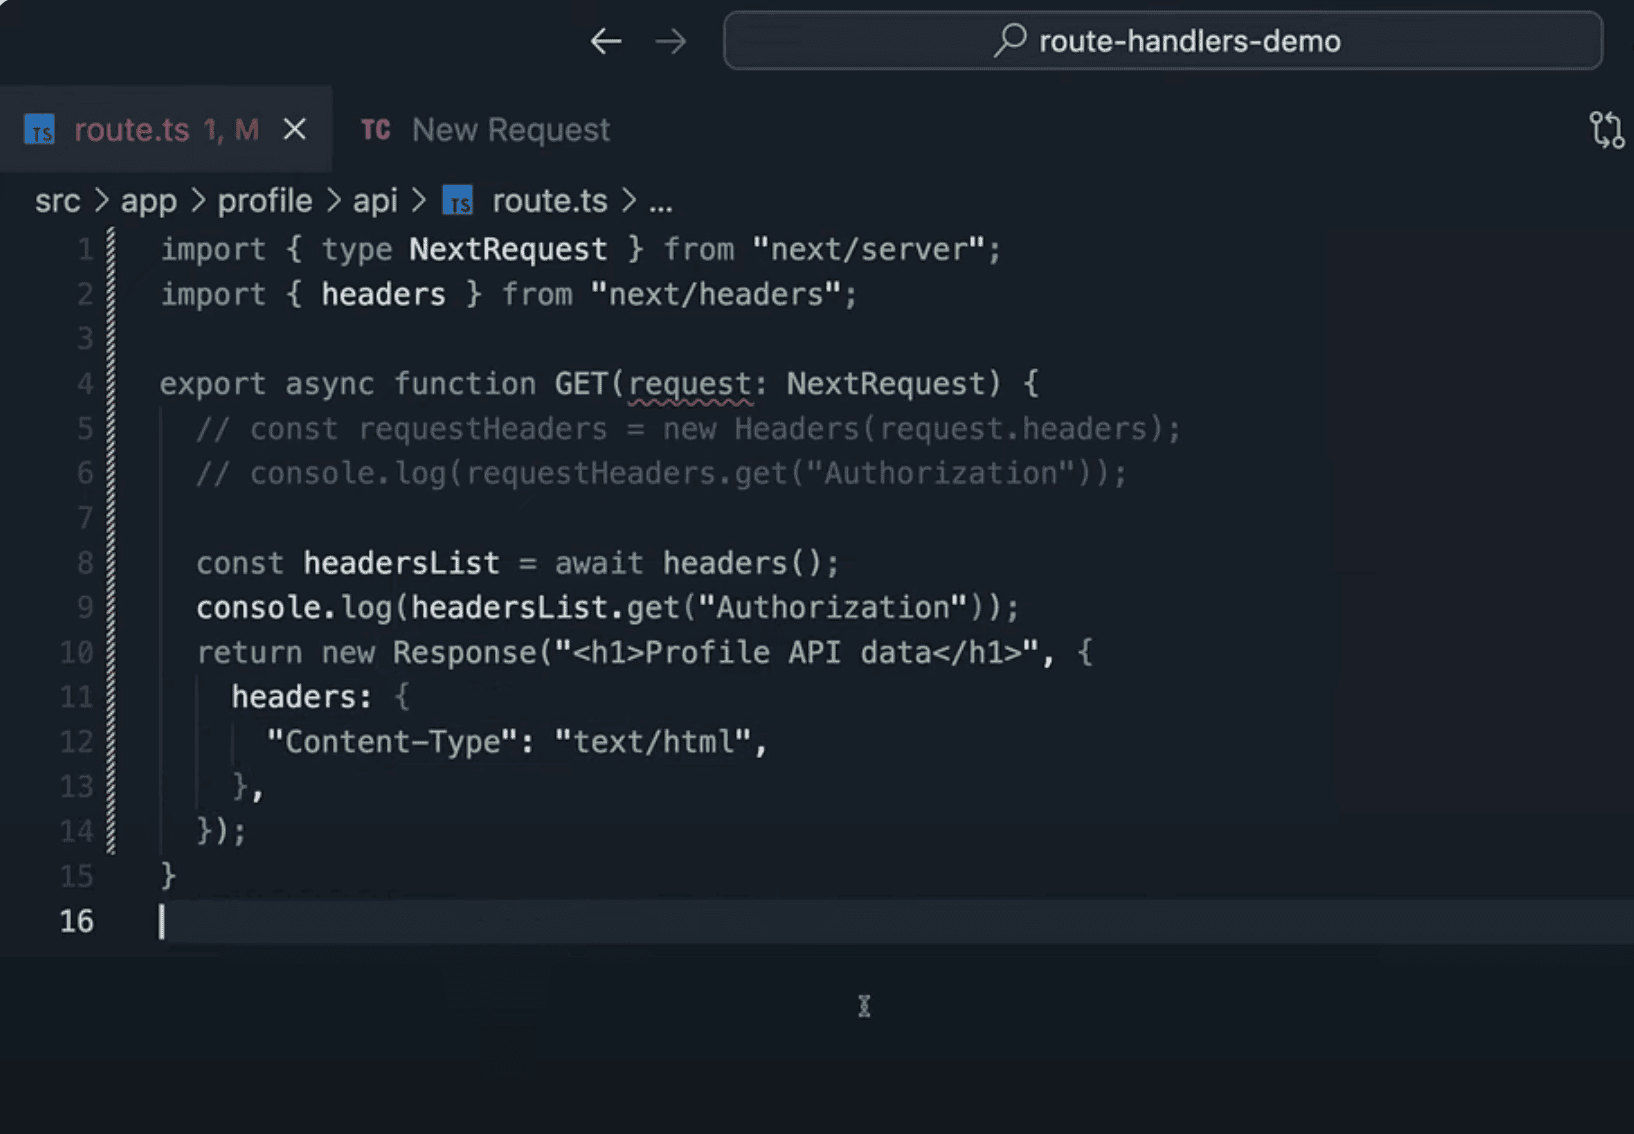 route-handlers-demo
TS route.ts 1, M
TC New Request
src > app > profile > api > TS route.ts > ...
1 import { type NextRequest } from "next/server";
2 import { headers } from "next/headers";
3
4 export async function GET(request: NextRequest) {
5 // const requestHeaders = new Headers(request.headers);
6 // console.log(requestHeaders.get("Authorization"));
7
8 const headersList = await headers();
9 console.log(headersList.get("Authorization"));
10 return new Response("<h1>Profile API data</h1>", {
11 headers: {
12 "Content-Type": "text/html",
13 },
14 });
15 }
16